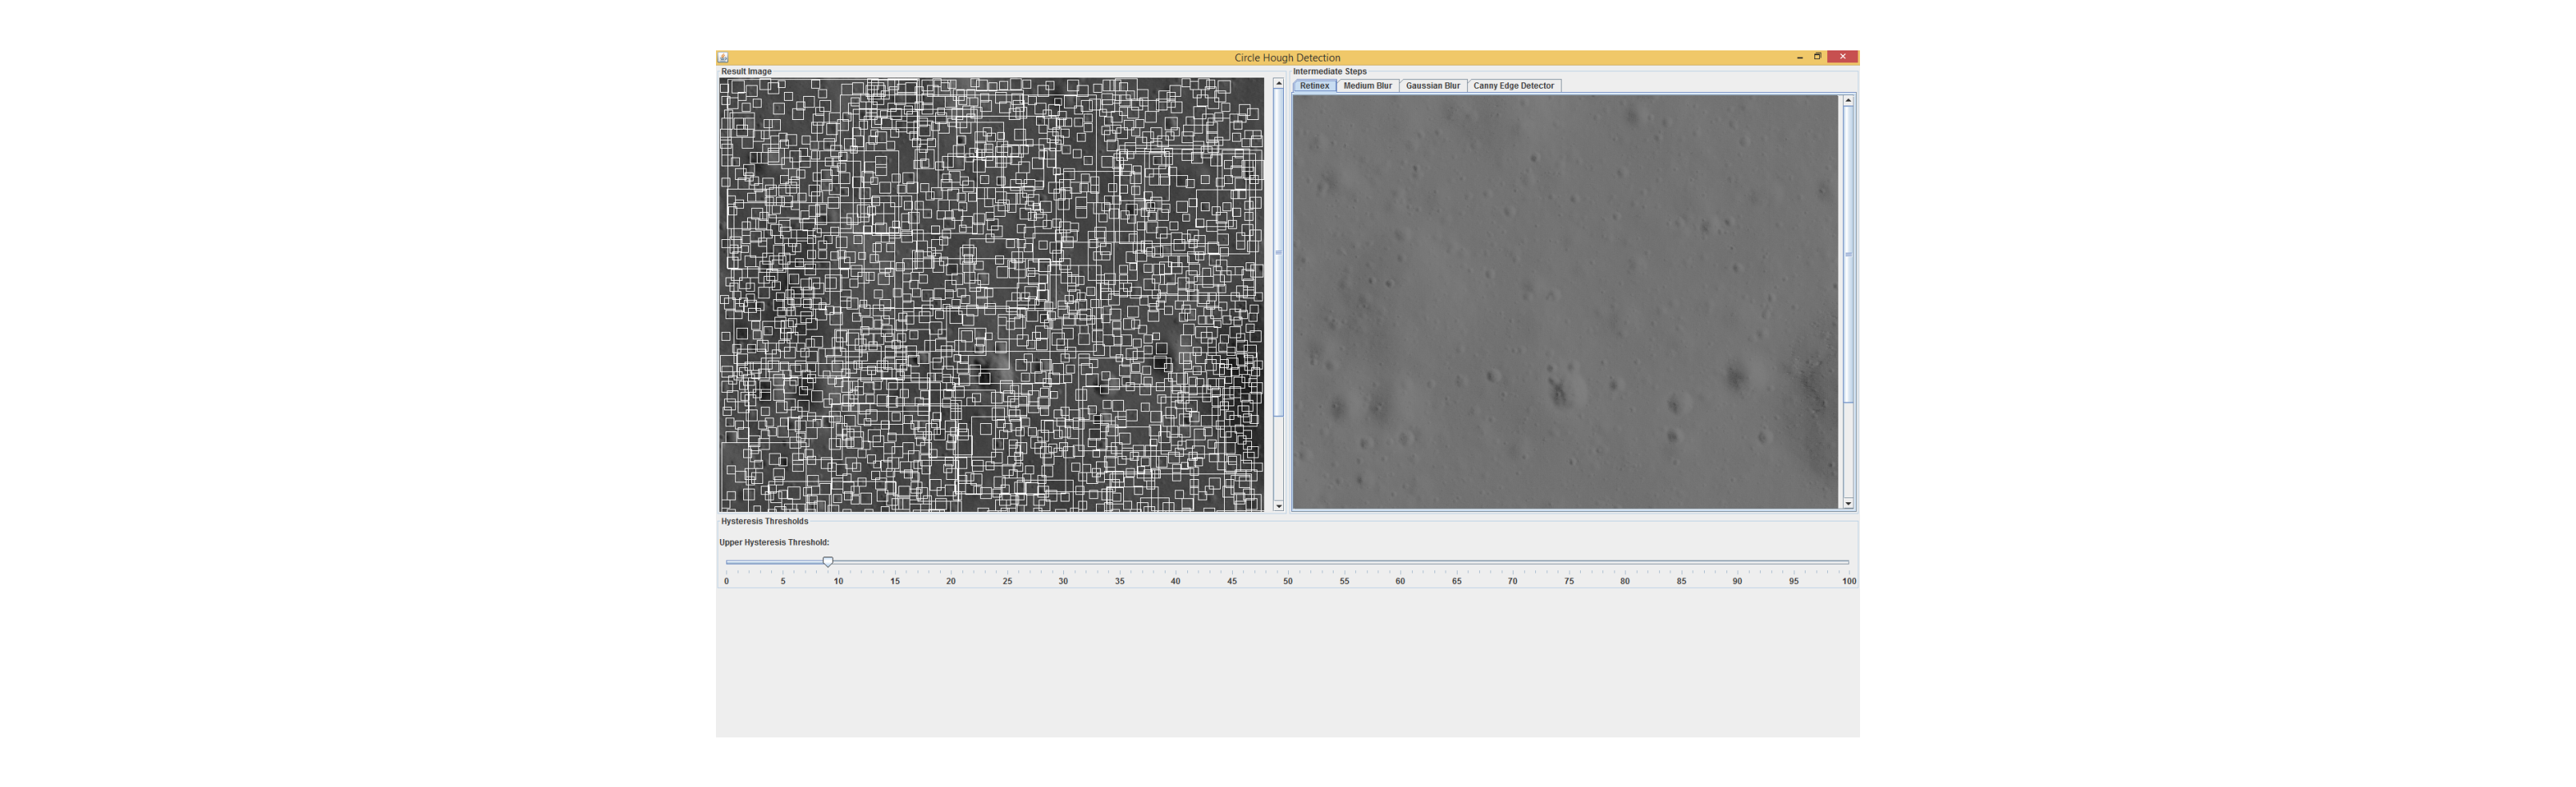 Circle Hough Detection
Result Image
Intermediate Steps
Retinex Medium Blur Gaussian Blur Canny Edge Detector
Hysteresis Thresholds
Upper Hysteresis Threshold:
0 5 10 15 20 25 30 35 40 45 50 55 60 65 70 75 80 85 90 95 100